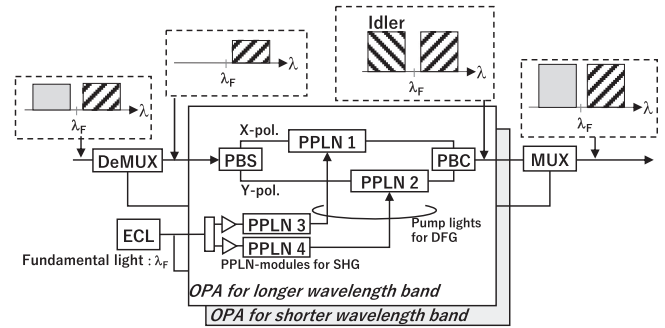 Idler
λ
λF
λ
λF
λ
λF
λ
λF
X-pol.
PPLN 1
DeMUX
PBS
PBC
MUX
Y-pol.
PPLN 2
ECL
PPLN 3
PPLN 4
Pump lights
for DFG
Fundamental light : λF
PPLN-modules for SHG
OPA for longer wavelength band
OPA for shorter wavelength band